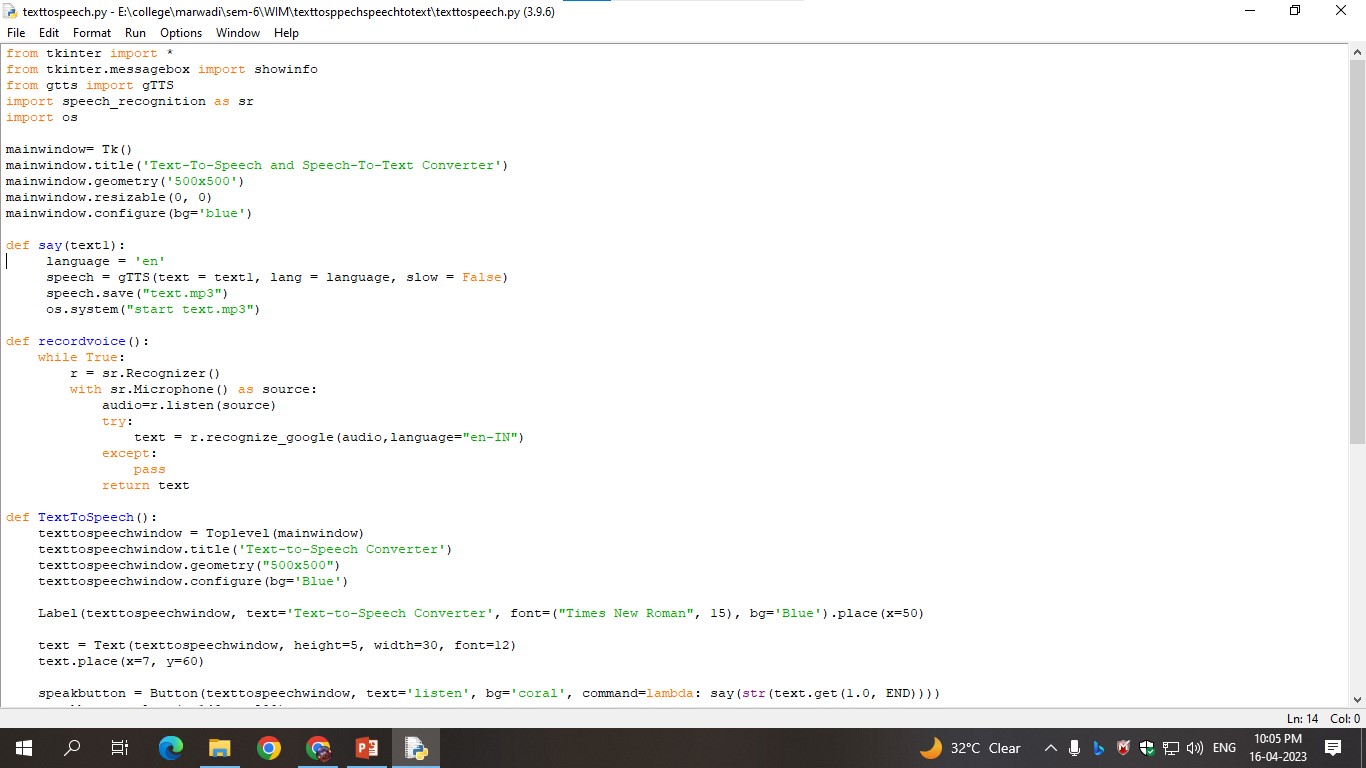 texttospeech.py - E:\college\marwadi\sem-6\WIM\texttosppechspeechtotext\texttospeech.py (3.9.6)
File Edit Format Run Options Window Help
from tkinter import *
from tkinter.messagebox import showinfo
from gtts import gTTS
import speech_recognition as sr
import os

mainwindow= Tk()
mainwindow.title('Text-To-Speech and Speech-To-Text Converter')
mainwindow.geometry('500x500')
mainwindow.resizable(0, 0)
mainwindow.configure(bg='blue')

def say(text1):
     language = 'en'
     speech = gTTS(text = text1, lang = language, slow = False)
     speech.save("text.mp3")
     os.system("start text.mp3")

def recordvoice():
    while True:
        r = sr.Recognizer()
        with sr.Microphone() as source:
            audio=r.listen(source)
            try:
                text = r.recognize_google(audio,language="en-IN")
            except:
                pass
            return text

def TextToSpeech():
    texttospeechwindow = Toplevel(mainwindow)
    texttospeechwindow.title('Text-to-Speech Converter')
    texttospeechwindow.geometry("500x500")
    texttospeechwindow.configure(bg='Blue')

    Label(texttospeechwindow, text='Text-to-Speech Converter', font=("Times New Roman", 15), bg='Blue').place(x=50)

    text = Text(texttospeechwindow, height=5, width=30, font=12)
    text.place(x=7, y=60)

    speakbutton = Button(texttospeechwindow, text='listen', bg='coral', command=lambda: say(str(text.get(1.0, END))))
Ln: 14 Col: 0
32°C Clear
ENG
10:05 PM
16-04-2023